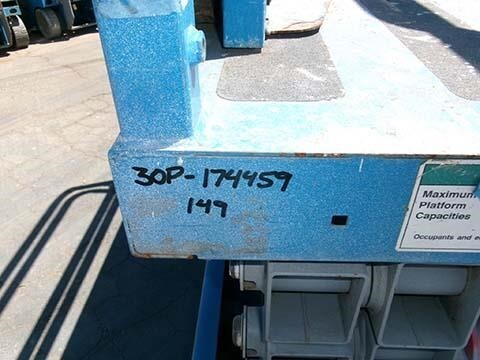 30P-174459
149
Maximum
Platform
Capacities
Occupants and